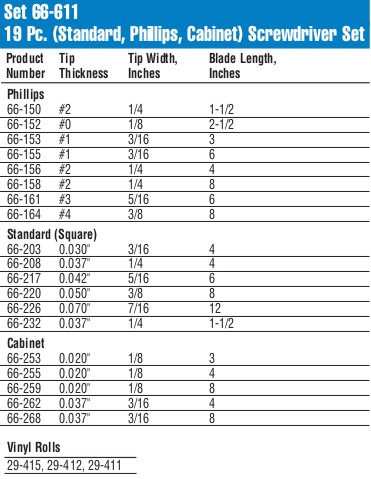 Set 66-611
19 Pc. (Standard, Phillips, Cabinet) Screwdriver Set
Product Tip Tip Width, Blade Length,
Number Thickness Inches Inches
Phillips
66-150 #2 1/4 1-1/2
66-152 #0 1/8 2-1/2
66-153 #1 3/16 3
66-155 #1 3/16 6
66-156 #2 1/4 4
66-158 #2 1/4 8
66-161 #3 5/16 6
66-164 #4 3/8 8
Standard (Square)
66-203 0.030" 3/16 4
66-208 0.037" 1/4 4
66-217 0.042" 5/16 6
66-220 0.050" 3/8 8
66-226 0.070" 7/16 12
66-232 0.037" 1/4 1-1/2
Cabinet
66-253 0.020" 1/8 3
66-255 0.020" 1/8 4
66-259 0.020" 1/8 8
66-262 0.037" 3/16 4
66-268 0.037" 3/16 8
Vinyl Rolls
29-415, 29-412, 29-411